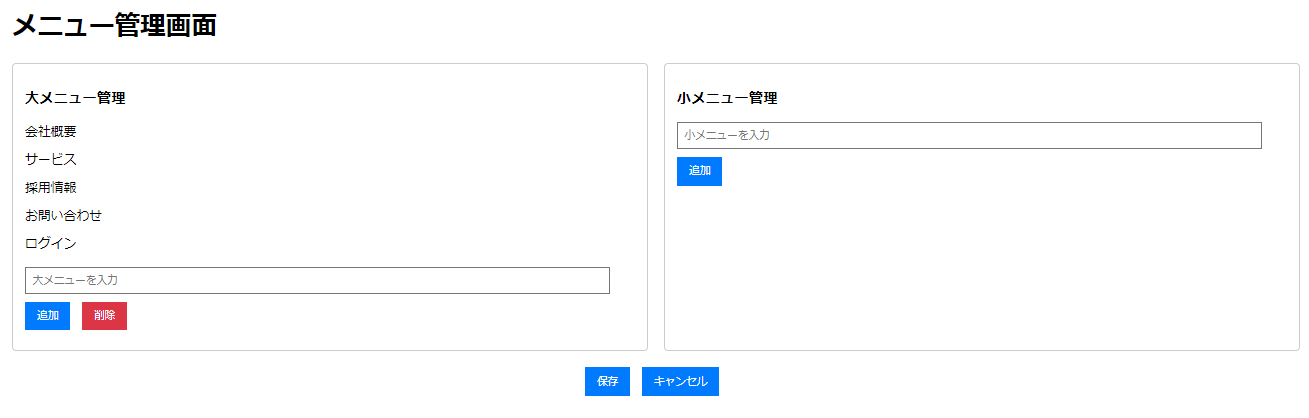 メニュー管理画面
大メニュー管理
会社概要
サービス
採用情報
お問い合わせ
ログイン
大メニューを入力
追加 削除
小メニュー管理
小メニューを入力
追加
保存 キャンセル